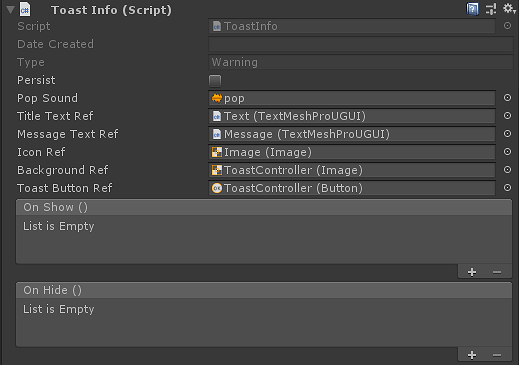 Toast Info (Script)
Script ToastInfo
Date Created
Type Warning
Persist
Pop Sound pop
Title Text Ref Text (TextMeshProUGUI)
Message Text Ref Message (TextMeshProUGUI)
Icon Ref Image (Image)
Background Ref ToastController (Image)
Toast Button Ref ToastController (Button)
On Show ()
List is Empty
On Hide ()
List is Empty